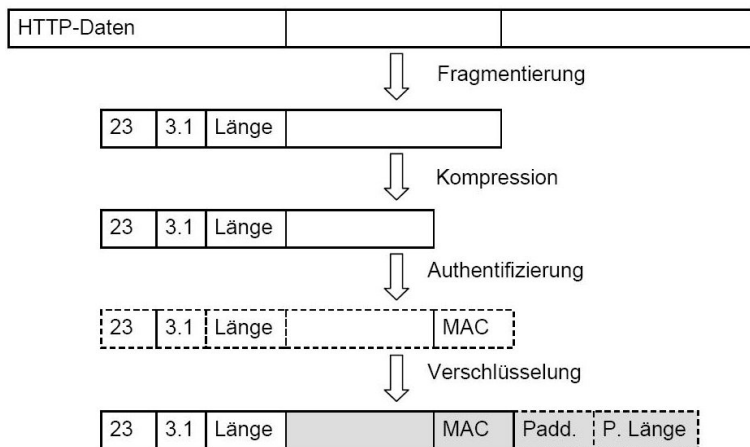 HTTP-Daten
Fragmentierung
23 3.1 Länge
Kompression
23 3.1 Länge
Authentifizierung
23 3.1 Länge MAC
Verschlüsselung
23 3.1 Länge MAC Padd. P. Länge